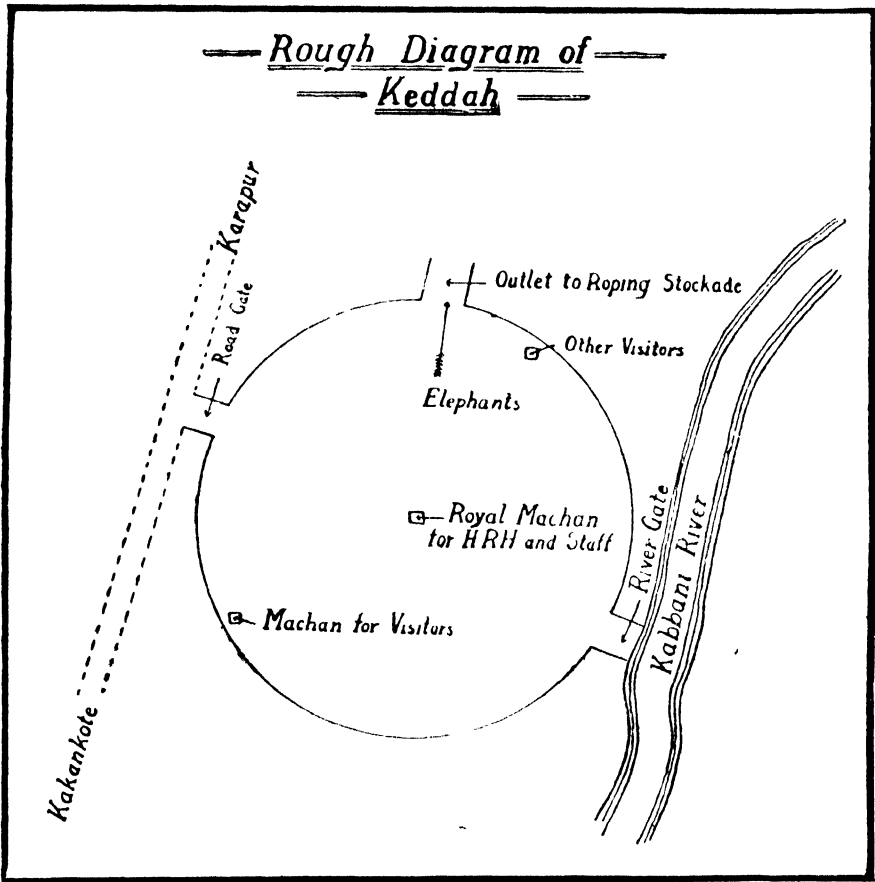 Rough Diagram of
Keddah
Karapur
Road Gate
Outlet to Roping Stockade
Other Visitors
Elephants
Royal Machan
for HRH and Staff
River Gate
Kabbani River
Machan for Visitors
Kakankote